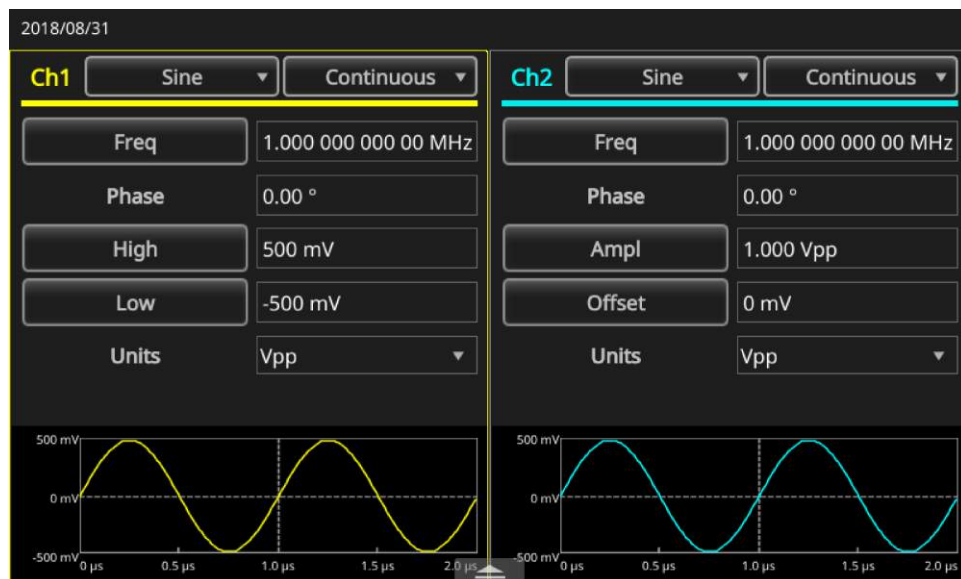 2018/08/31
Ch1 Sine Continuous
Freq 1.000 000 000 00 MHz
Phase 0.00 °
High 500 mV
Low -500 mV
Units Vpp
500 mV
0 mV
-500 mV
0 µs 0.5 µs 1.0 µs 1.5 µs 2.0 µs
Ch2 Sine Continuous
Freq 1.000 000 000 00 MHz
Phase 0.00 °
Ampl 1.000 Vpp
Offset 0 mV
Units Vpp
500 mV
0 mV
-500 mV
0 µs 0.5 µs 1.0 µs 1.5 µs 2.0 µs